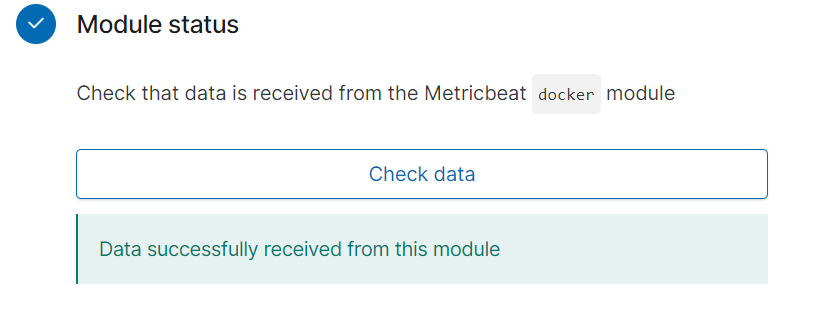 Module status
Check that data is received from the Metricbeat docker module
Check data
Data successfully received from this module